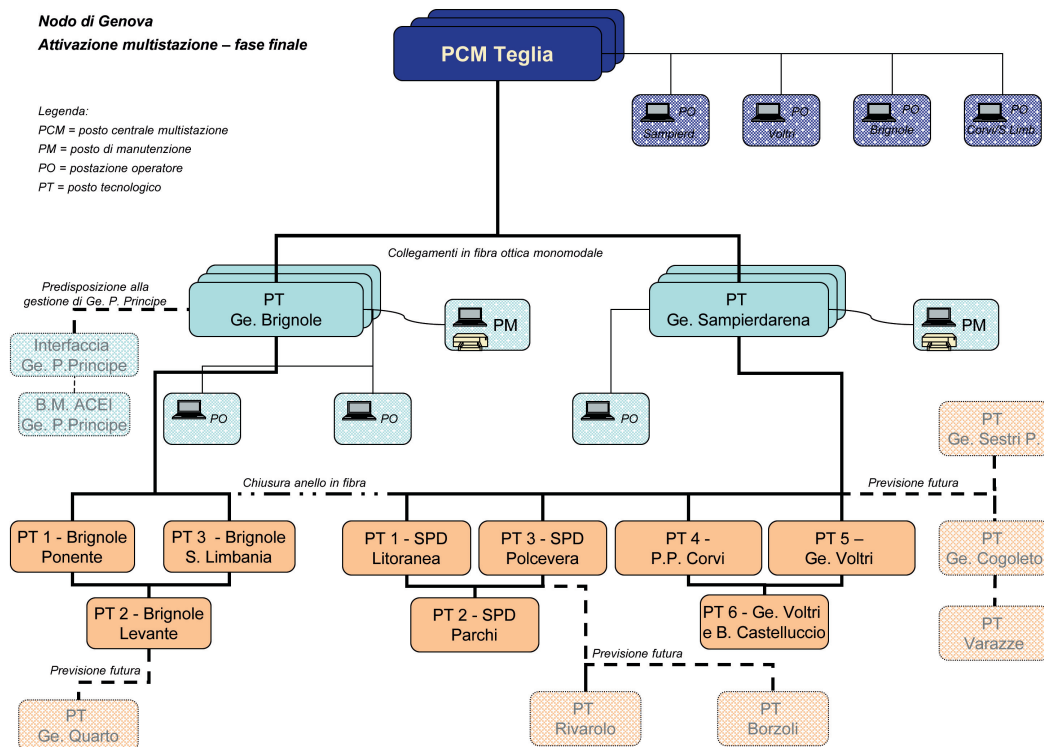 Nodo di Genova
Attivazione multistazione – fase finale
PCM Teglia
Legenda:
PCM = posto centrale multistazione
PM = posto di manutenzione
PO = postazione operatore
PT = posto tecnologico
PO
Sampierd.
PO
Voltri
PO
Brignole
PO
Corvi/S.Limb.
Collegamenti in fibra ottica monomodale
Predisposizione alla
gestione di Ge. P. Principe
PT
Ge. Brignole
PM
PT
Ge. Sampierdarena
PM
Interfaccia
Ge. P.Principe
B.M. ACEI
Ge. P.Principe
PO
PO
PO
PT
Ge. Sestri P.
Chiusura anello in fibra
Previsione futura
PT 1 - Brignole
Ponente
PT 3 - Brignole
S. Limbania
PT 1 - SPD
Litoranea
PT 3 - SPD
Polcevera
PT 4 -
P.P. Corvi
PT 5 –
Ge. Voltri
PT
Ge. Cogoleto
PT 2 - Brignole
Levante
PT 2 - SPD
Parchi
PT 6 - Ge. Voltri
e B. Castelluccio
PT
Varazze
Previsione futura
Previsione futura
PT
Ge. Quarto
PT
Rivarolo
PT
Borzoli